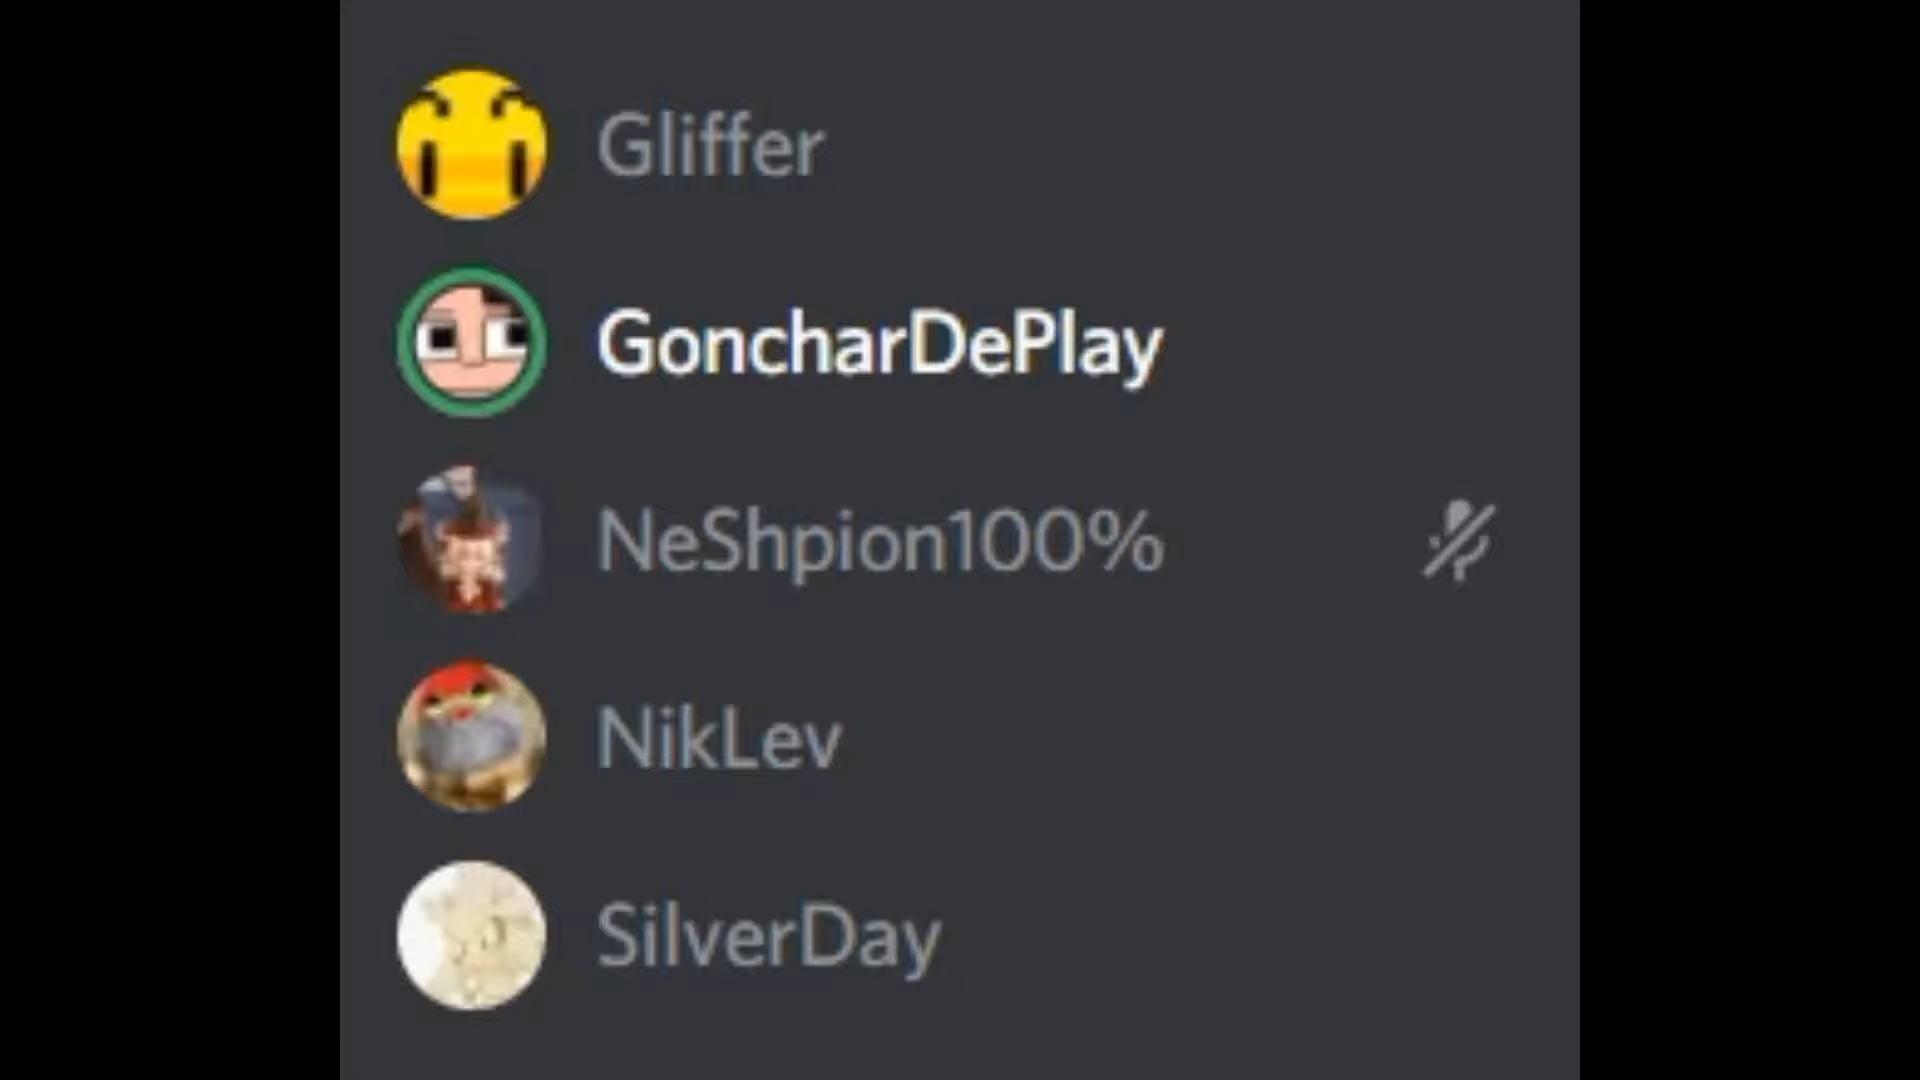 Gliffer
GoncharDePlay
NeShpion100%
NikLev
SilverDay